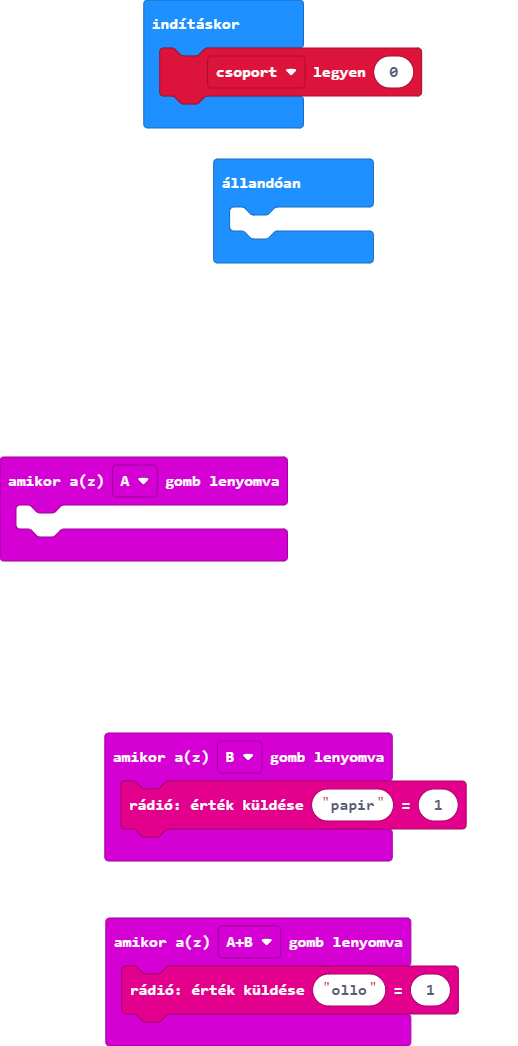 indításkor
csoport legyen 0
állandóan
amikor a(z) A gomb lenyomva
amikor a(z) B gomb lenyomva
rádió: érték küldése "papir" = 1
amikor a(z) A+B gomb lenyomva
rádió: érték küldése "ollo" = 1